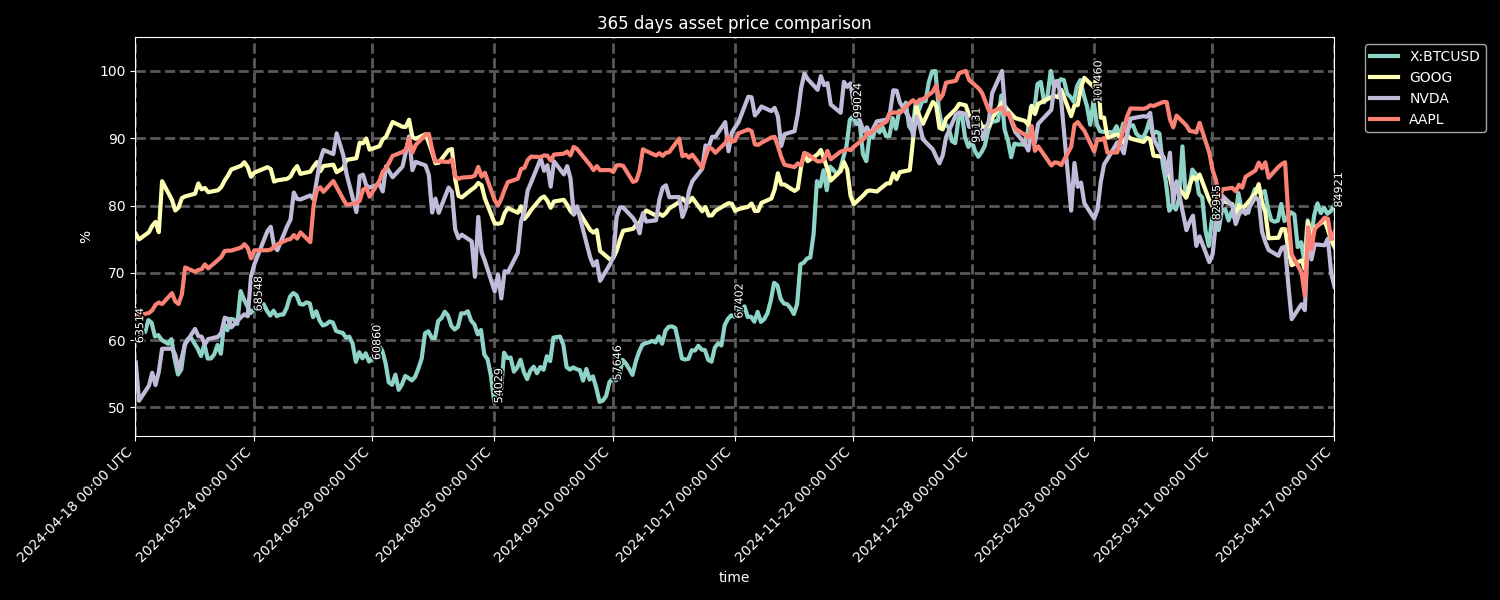 365 days asset price comparison
X:BTCUSD
GOOG
NVDA
AAPL
%
100
90
80
70
60
50
63514
68548
60860
54029
57646
67402
99024
95131
101460
82915
84921
2024-04-18 00:00 UTC
2024-05-24 00:00 UTC
2024-06-29 00:00 UTC
2024-08-05 00:00 UTC
2024-09-10 00:00 UTC
2024-10-17 00:00 UTC
2024-11-22 00:00 UTC
2024-12-28 00:00 UTC
2025-02-03 00:00 UTC
2025-03-11 00:00 UTC
2025-04-17 00:00 UTC
time